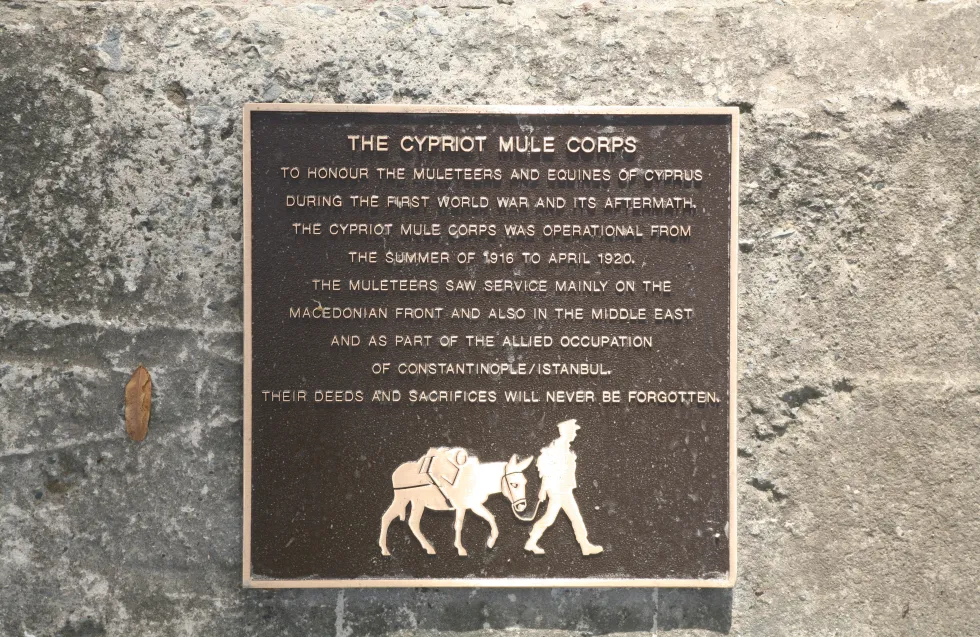 THE CYPRIOT MULE CORPS
TO HONOUR THE MULETEERS AND EQUINES OF CYPRUS
DURING THE FIRST WORLD WAR AND ITS AFTERMATH.
THE CYPRIOT MULE CORPS WAS OPERATIONAL FROM
THE SUMMER OF 1916 TO APRIL 1920.
THE MULETEERS SAW SERVICE MAINLY ON THE
MACEDONIAN FRONT AND ALSO IN THE MIDDLE EAST
AND AS PART OF THE ALLIED OCCUPATION
OF CONSTANTINOPLE/ISTANBUL.
THEIR DEEDS AND SACRIFICES WILL NEVER BE FORGOTTEN.